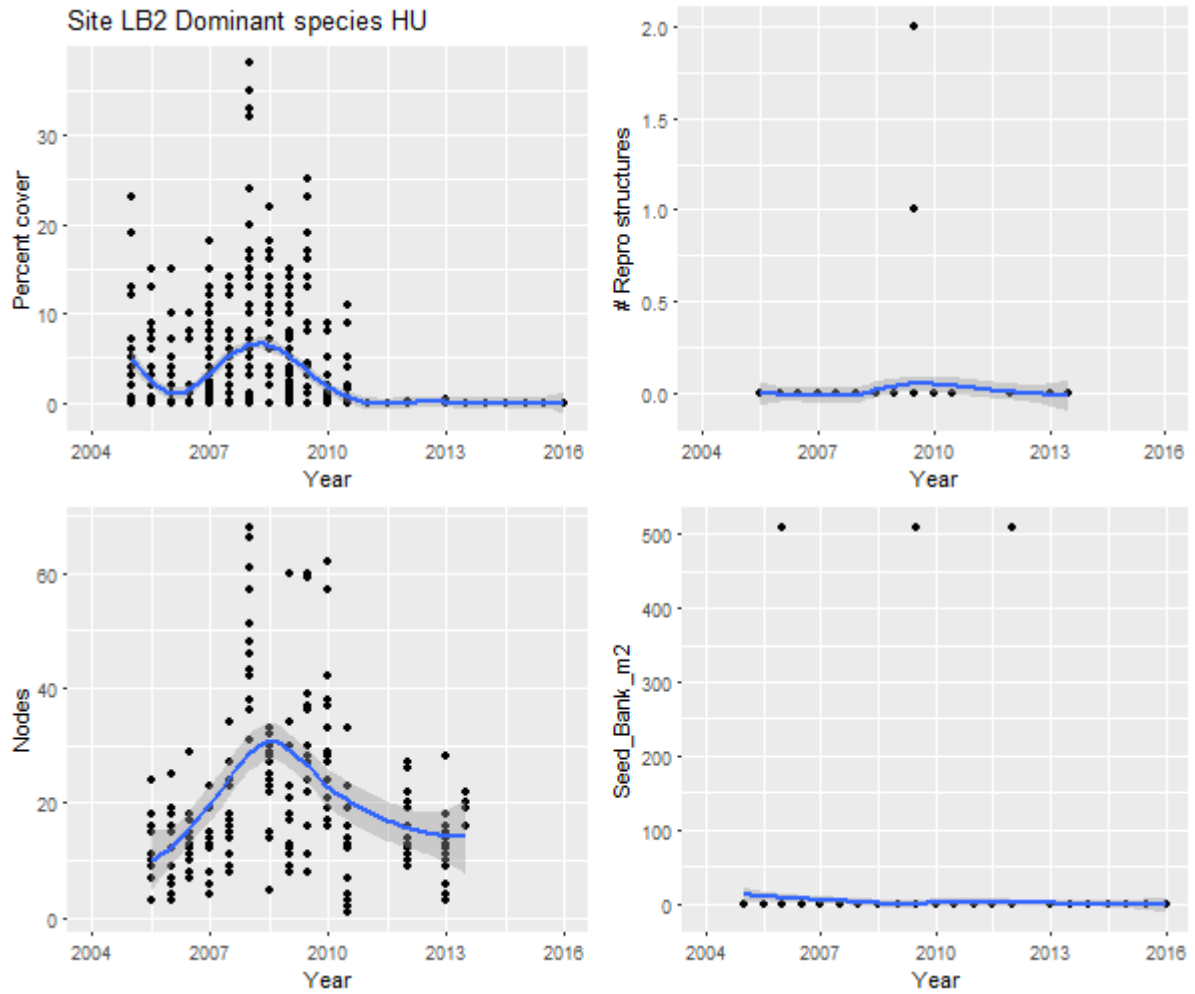 Site LB2 Dominant species HU
Percent cover
30
20
10
0
2004 2007 2010 2013 2016
Year
# Repro structures
2.0
1.5
1.0
0.5
0.0
2004 2007 2010 2013 2016
Year
Nodes
60
40
20
0
2004 2007 2010 2013 2016
Year
Seed_Bank_m2
500
400
300
200
100
0
2004 2007 2010 2013 2016
Year